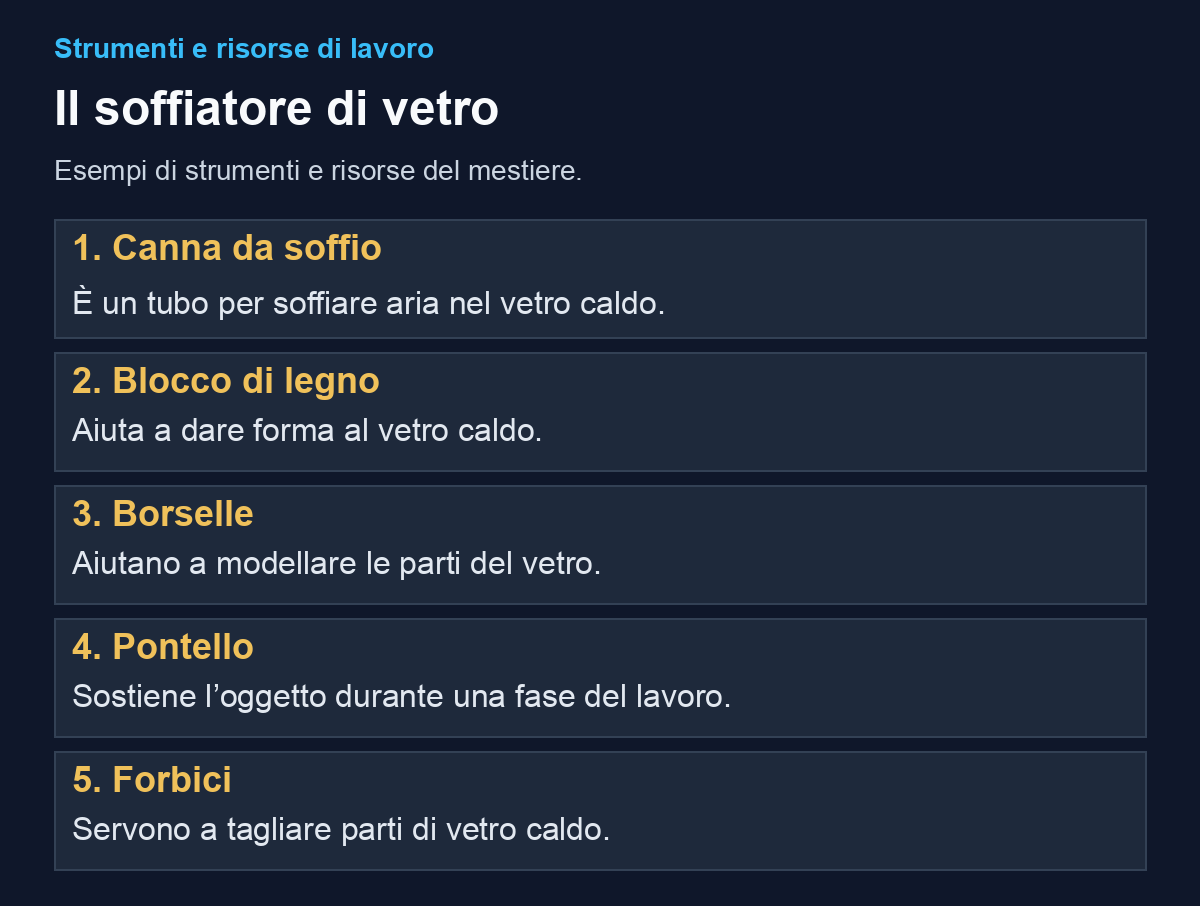 Strumenti e risorse di lavoro
Il soffiatore di vetro
Esempi di strumenti e risorse del mestiere.
1. Canna da soffio
È un tubo per soffiare aria nel vetro caldo.
2. Blocco di legno
Aiuta a dare forma al vetro caldo.
3. Borselle
Aiutano a modellare le parti del vetro.
4. Pontello
Sostiene l’oggetto durante una fase del lavoro.
5. Forbici
Servono a tagliare parti di vetro caldo.